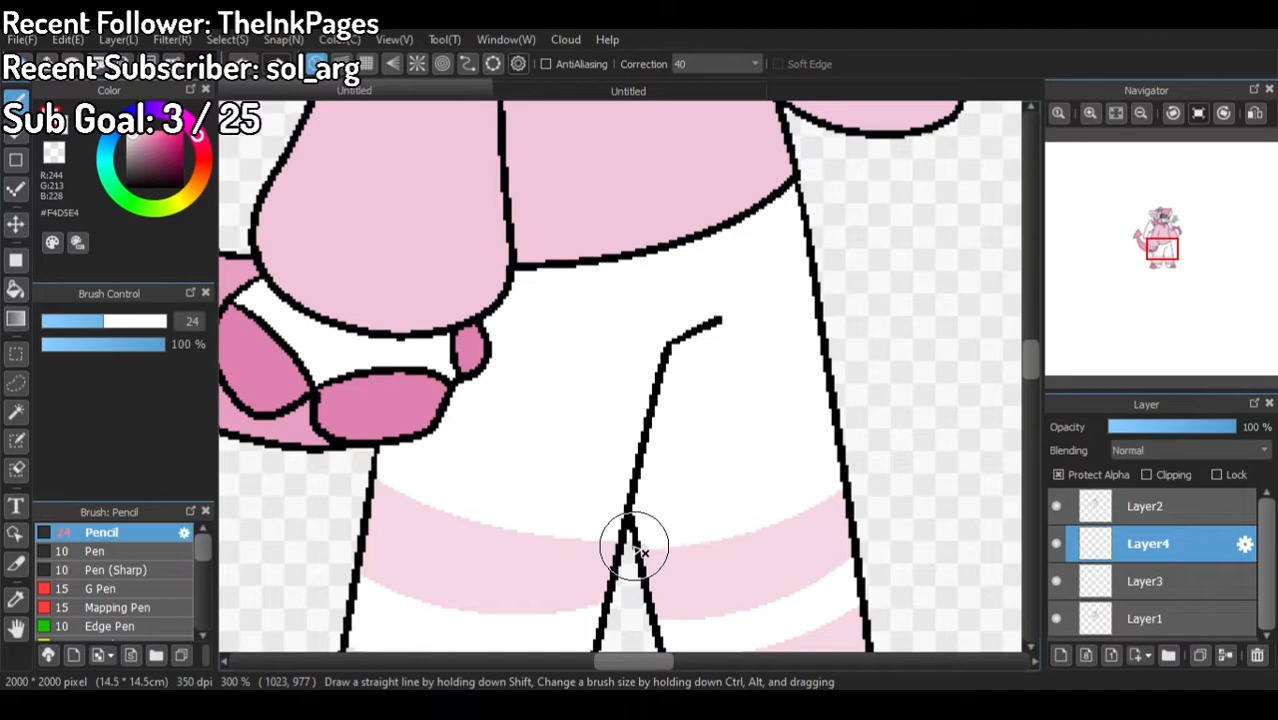 Recent Follower: TheInkPages
File(F) Edit(E) Layer(L) Filter(R) Select(S) Snap(N) Color(C) View(V) Tool(T) Window(W) Cloud Help
Recent Subscriber: sol_arg
AntiAliasing Correction 40 Soft Edge
Color
Untitled
Untitled
Navigator
Sub Goal: 3 / 25
R:244
G:213
B:228
#F4D5E4
Brush Control
24
100 %
Layer
Opacity 100 %
Blending Normal
Protect Alpha Clipping Lock
Layer2
Layer4
Layer3
Layer1
Brush: Pencil
24 Pencil
10 Pen
10 Pen (Sharp)
15 G Pen
15 Mapping Pen
10 Edge Pen
2000 * 2000 pixel (14.5 * 14.5cm) 350 dpi 300 % ( 1023, 977 ) Draw a straight line by holding down Shift, Change a brush size by holding down Ctrl, Alt, and dragging